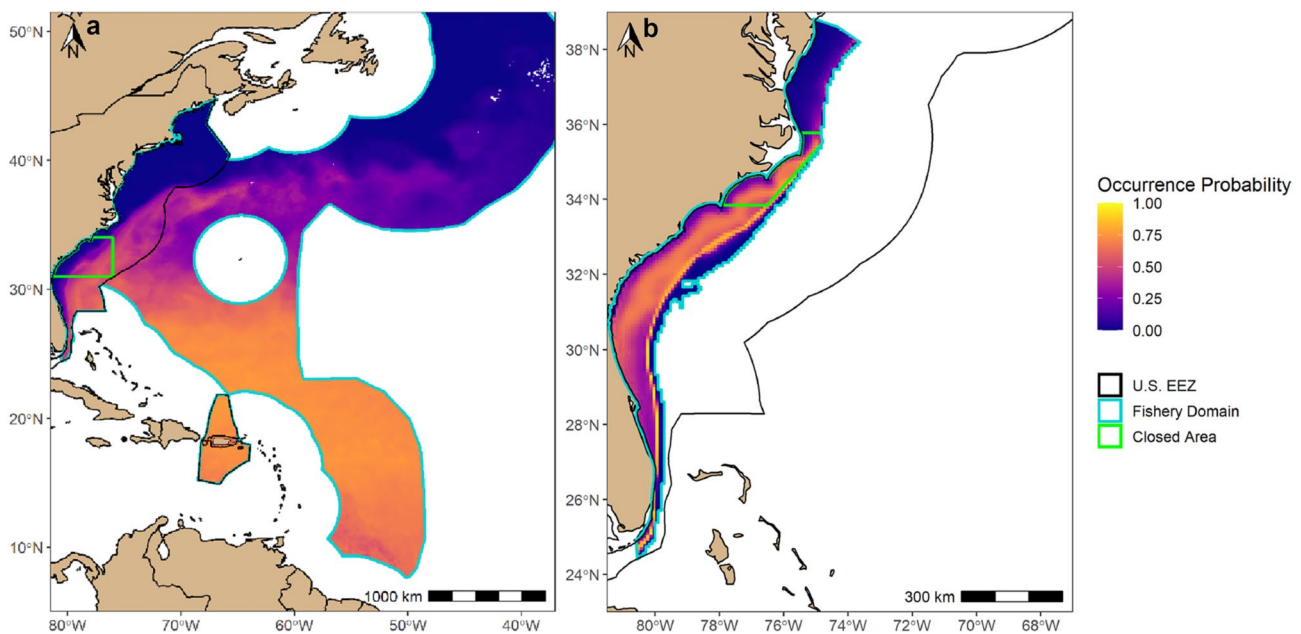 a
N
50°N
40°N
30°N
20°N
10°N
80°W 70°W 60°W 50°W 40°W
1000 km
b
N
38°N
36°N
34°N
32°N
30°N
28°N
26°N
24°N
80°W 78°W 76°W 74°W 72°W 70°W 68°W
300 km
Occurrence Probability
1.00
0.75
0.50
0.25
0.00
U.S. EEZ
Fishery Domain
Closed Area